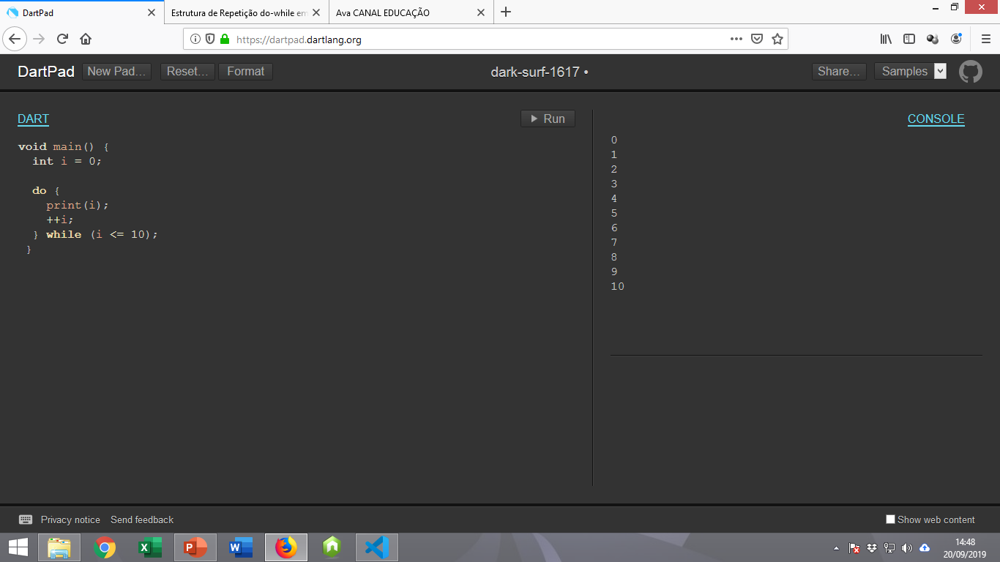 DartPad
Estrutura de Repetição do-while em
Ava CANAL EDUCAÇÃO
https://dartpad.dartlang.org
DartPad New Pad... Reset... Format
dark-surf-1617 •
Share... Samples
DART
Run
CONSOLE
void main() {
int i = 0;
do {
print(i);
++i;
} while (i <= 10);
}
0
1
2
3
4
5
6
7
8
9
10
Privacy notice Send feedback
Show web content
14:48
20/09/2019